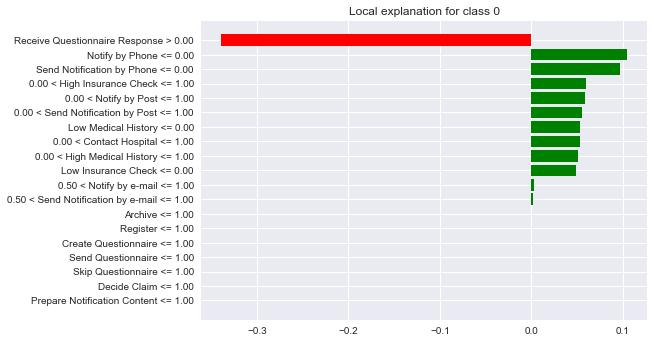 Local explanation for class 0
Receive Questionnaire Response > 0.00
Notify by Phone <= 0.00
Send Notification by Phone <= 0.00
0.00 < High Insurance Check <= 1.00
0.00 < Notify by Post <= 1.00
0.00 < Send Notification by Post <= 1.00
Low Medical History <= 0.00
0.00 < Contact Hospital <= 1.00
0.00 < High Medical History <= 1.00
Low Insurance Check <= 0.00
0.50 < Notify by e-mail <= 1.00
0.50 < Send Notification by e-mail <= 1.00
Archive <= 1.00
Register <= 1.00
Create Questionnaire <= 1.00
Send Questionnaire <= 1.00
Skip Questionnaire <= 1.00
Decide Claim <= 1.00
Prepare Notification Content <= 1.00
−0.3 −0.2 −0.1 0.0 0.1